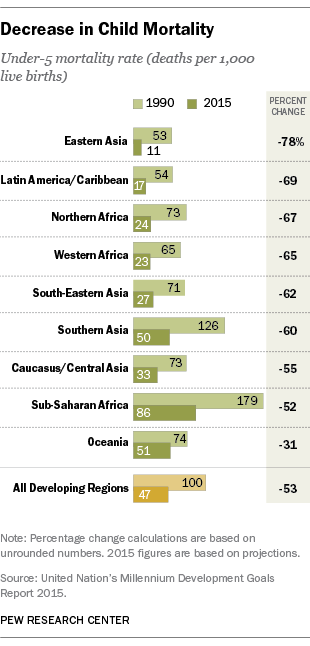 Decrease in Child Mortality
Under-5 mortality rate (deaths per 1,000
live births)
1990 2015 PERCENT
CHANGE
Eastern Asia 53 11 -78%
Latin America/Caribbean 54 17 -69
Northern Africa 73 24 -67
Western Africa 65 23 -65
South-Eastern Asia 71 27 -62
Southern Asia 126 50 -60
Caucasus/Central Asia 73 33 -55
Sub-Saharan Africa 179 86 -52
Oceania 74 51 -31
All Developing Regions 100 47 -53
Note: Percentage change calculations are based on
unrounded numbers. 2015 figures are based on projections.
Source: United Nation's Millennium Development Goals
Report 2015.
PEW RESEARCH CENTER